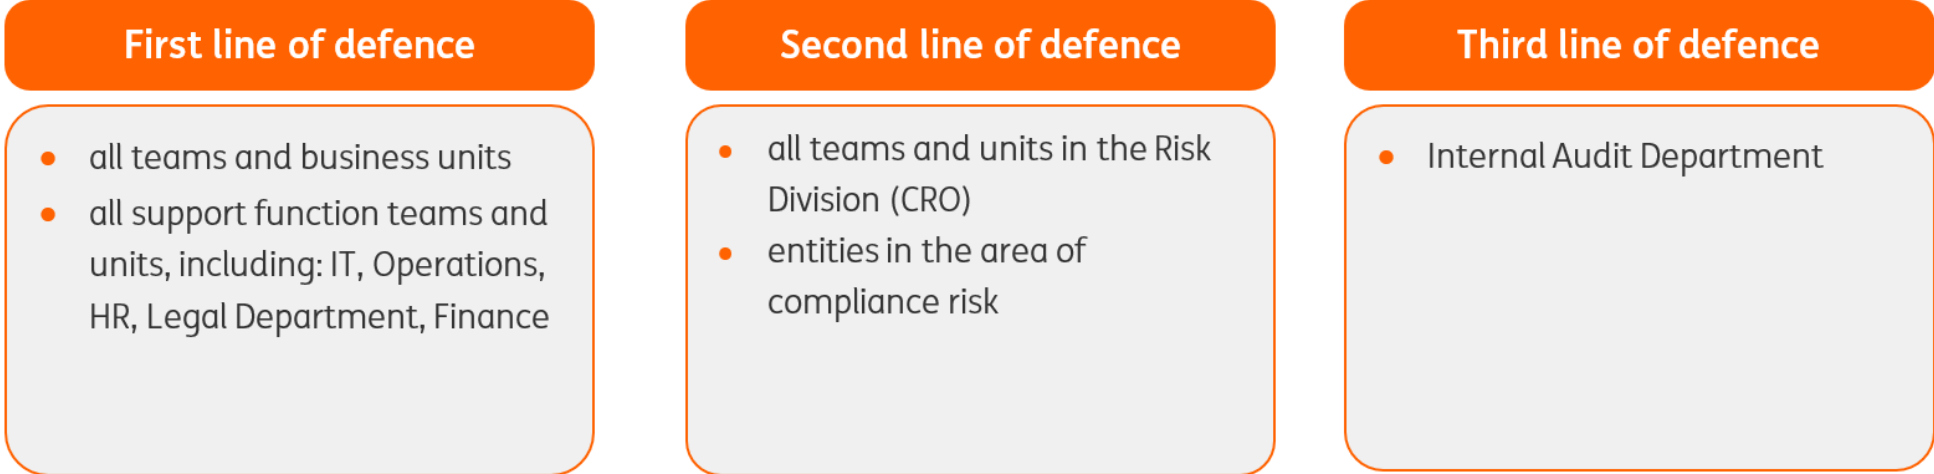 First line of defence
• all teams and business units
• all support function teams and
units, including: IT, Operations,
HR, Legal Department, Finance
Second line of defence
• all teams and units in the Risk
Division (CRO)
• entities in the area of
compliance risk
Third line of defence
• Internal Audit Department